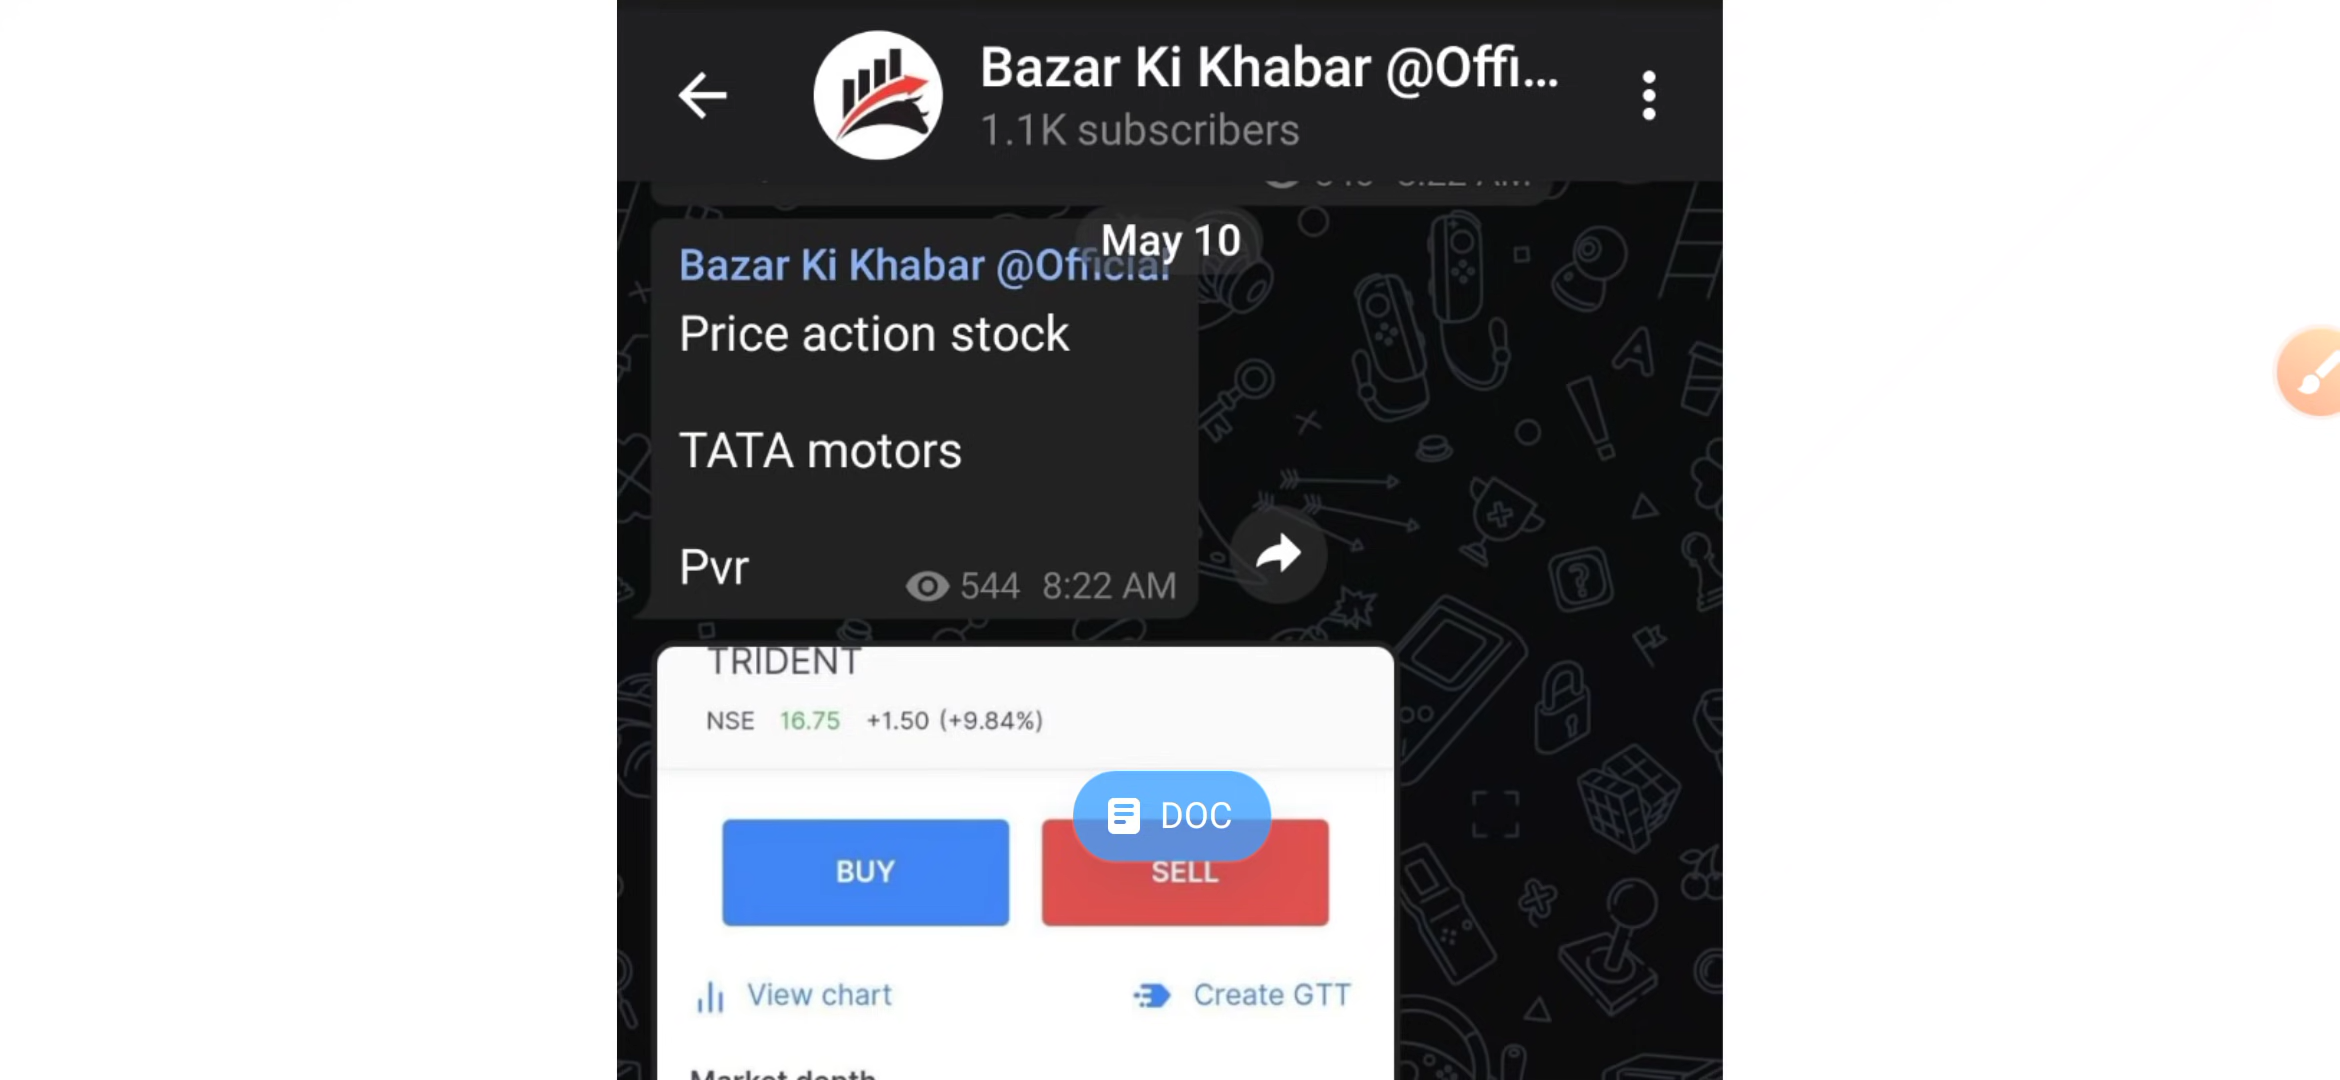 Bazar Ki Khabar @Offi...
1.1K subscribers
May 10
Bazar Ki Khabar @Official
Price action stock
TATA motors
Pvr
544 8:22 AM
TRIDENT
NSE 16.75 +1.50 (+9.84%)
DOC
BUY
SELL
View chart
Create GTT
Market depth